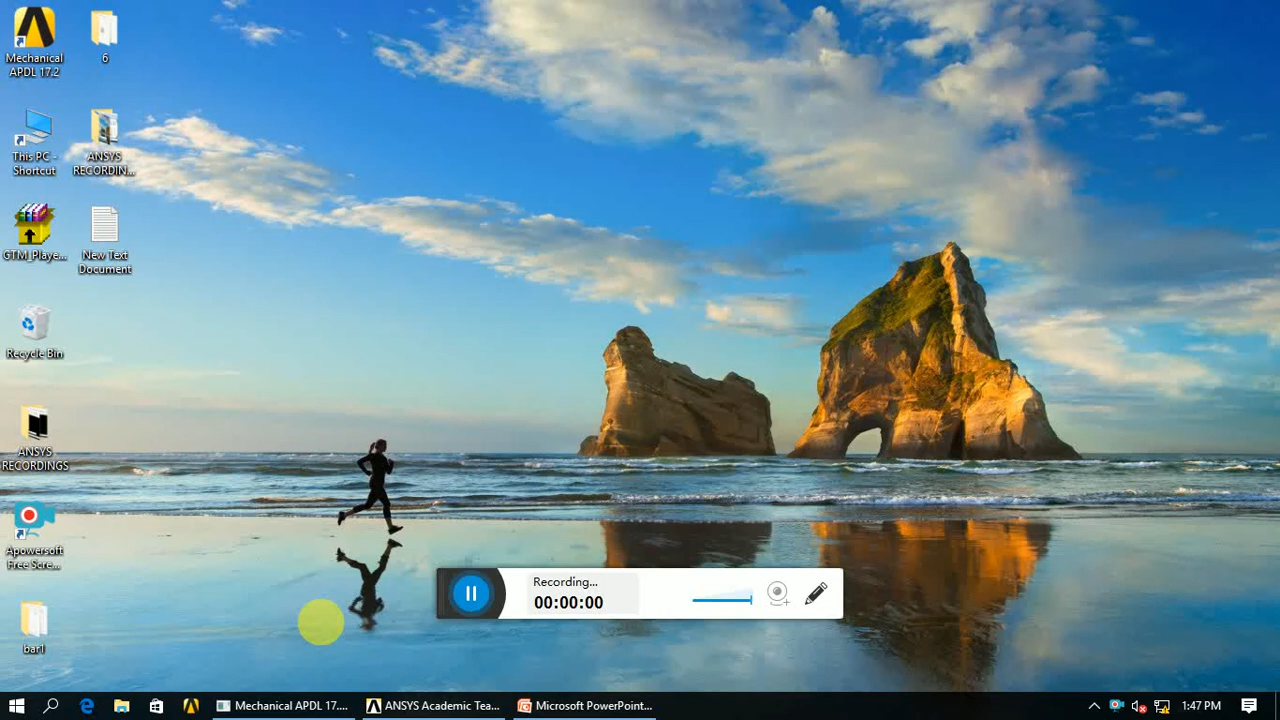 Mechanical
APDL 17.2
6
This PC -
Shortcut
ANSYS
RECORDIN...
GTM_Playe...
New Text
Document
Recycle Bin
ANSYS
RECORDINGS
Apowersoft
Free Scre...
bar1
Recording...
00:00:00
Mechanical APDL 17....
ANSYS Academic Tea...
Microsoft PowerPoint...
1:47 PM